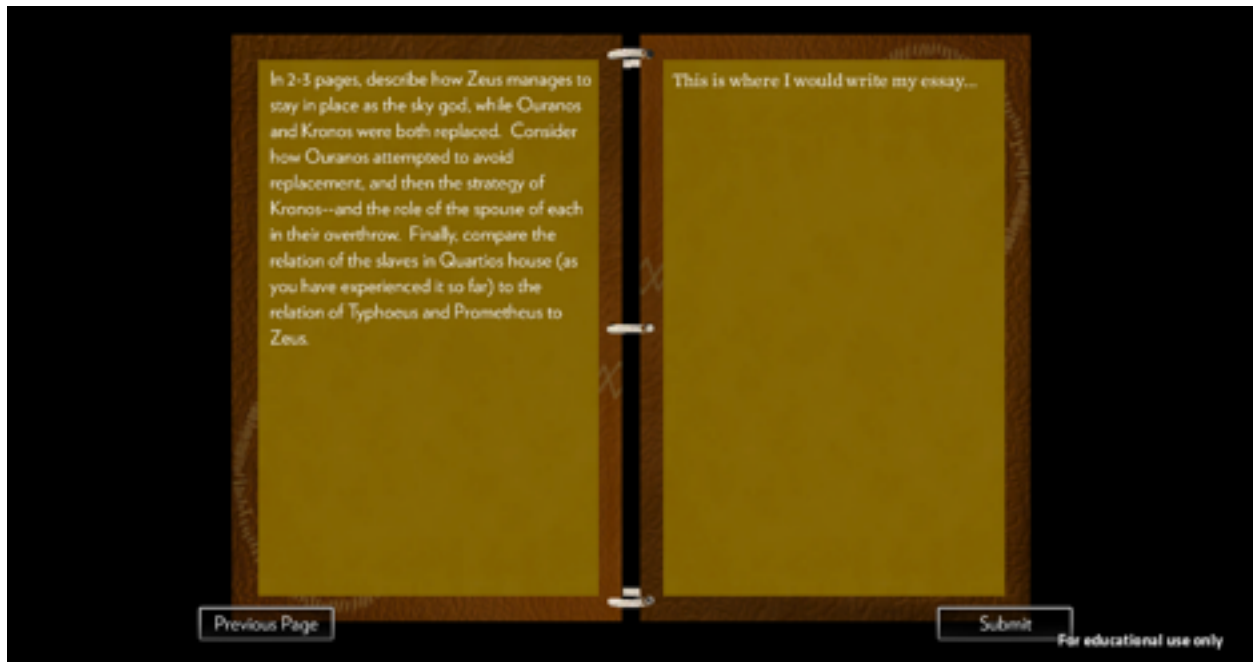 In 2-3 pages, describe how Zeus manages to
stay in place as the sky god, while Ouranos
and Kronos were both replaced.  Consider
how Ouranos attempted to avoid
replacement, and then the strategy of
Kronos--and the role of the spouse of each
in their overthrow.  Finally, compare the
relation of the slaves in Quartios house (as
you have experienced it so far) to the
relation of Typhoeus and Prometheus to
Zeus.
This is where I would write my essay...
Previous Page
Submit
For educational use only